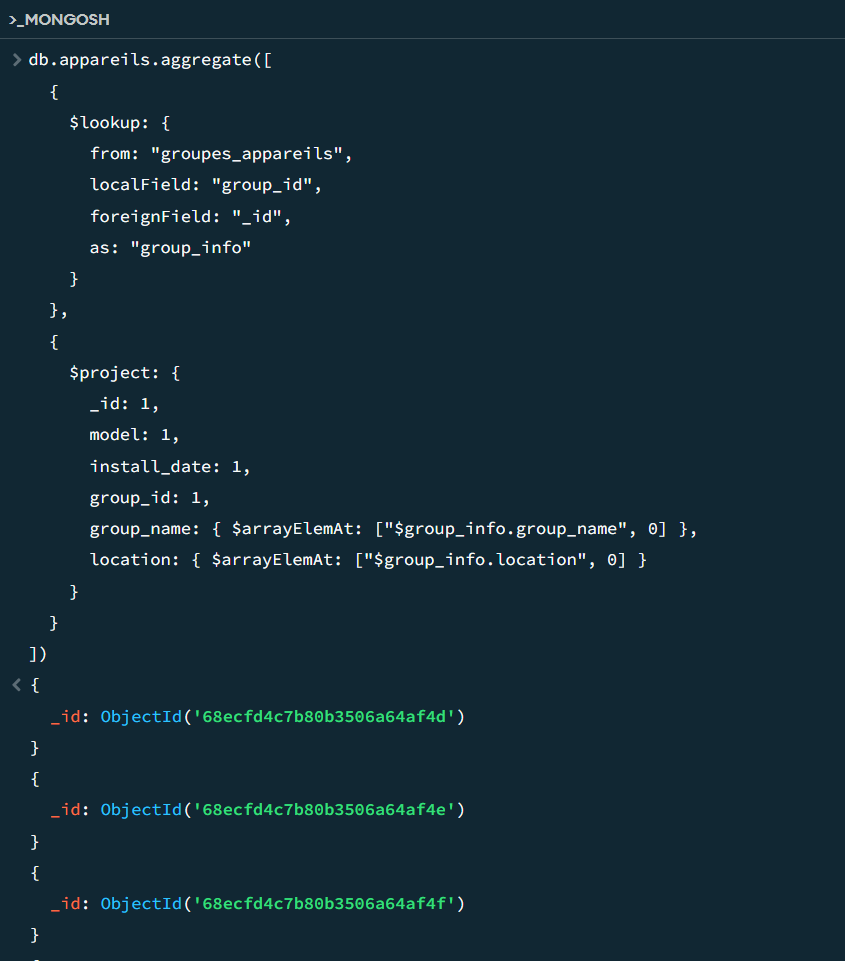 >_MONGOSH
> db.appareils.aggregate([
{
$lookup: {
from: "groupes_appareils",
localField: "group_id",
foreignField: "_id",
as: "group_info"
}
},
{
$project: {
_id: 1,
model: 1,
install_date: 1,
group_id: 1,
group_name: { $arrayElemAt: ["$group_info.group_name", 0] },
location: { $arrayElemAt: ["$group_info.location", 0] }
}
}
])
< {
_id: ObjectId('68ecfd4c7b80b3506a64af4d')
}
{
_id: ObjectId('68ecfd4c7b80b3506a64af4e')
}
{
_id: ObjectId('68ecfd4c7b80b3506a64af4f')
}